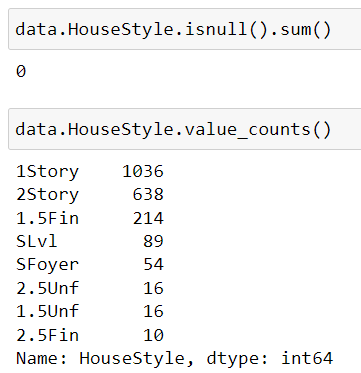 data.HouseStyle.isnull().sum()
0
data.HouseStyle.value_counts()
1Story    1036
2Story     638
1.5Fin     214
SLvl        89
SFoyer      54
2.5Unf      16
1.5Unf      16
2.5Fin      10
Name: HouseStyle, dtype: int64